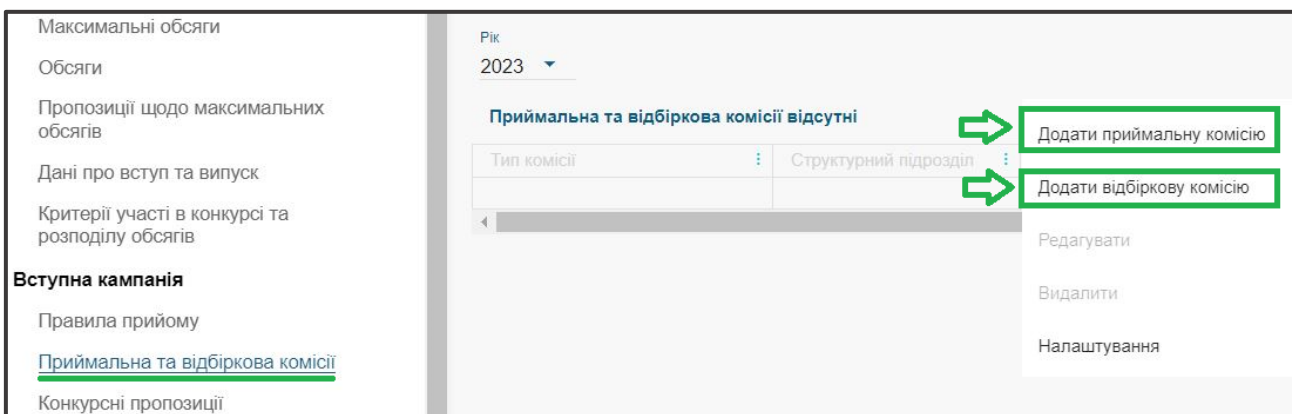 Максимальні обсяги
Обсяги
Пропозиції щодо максимальних
обсягів
Дані про вступ та випуск
Критерії участі в конкурсі та
розподілу обсягів
Вступна кампанія
Правила прийому
Приймальна та відбіркова комісії
Конкурсні пропозиції
Рік
2023
Приймальна та відбіркова комісії відсутні
Тип комісії
Структурний підрозділ
Додати приймальну комісію
Додати відбіркову комісію
Редагувати
Видалити
Налаштування